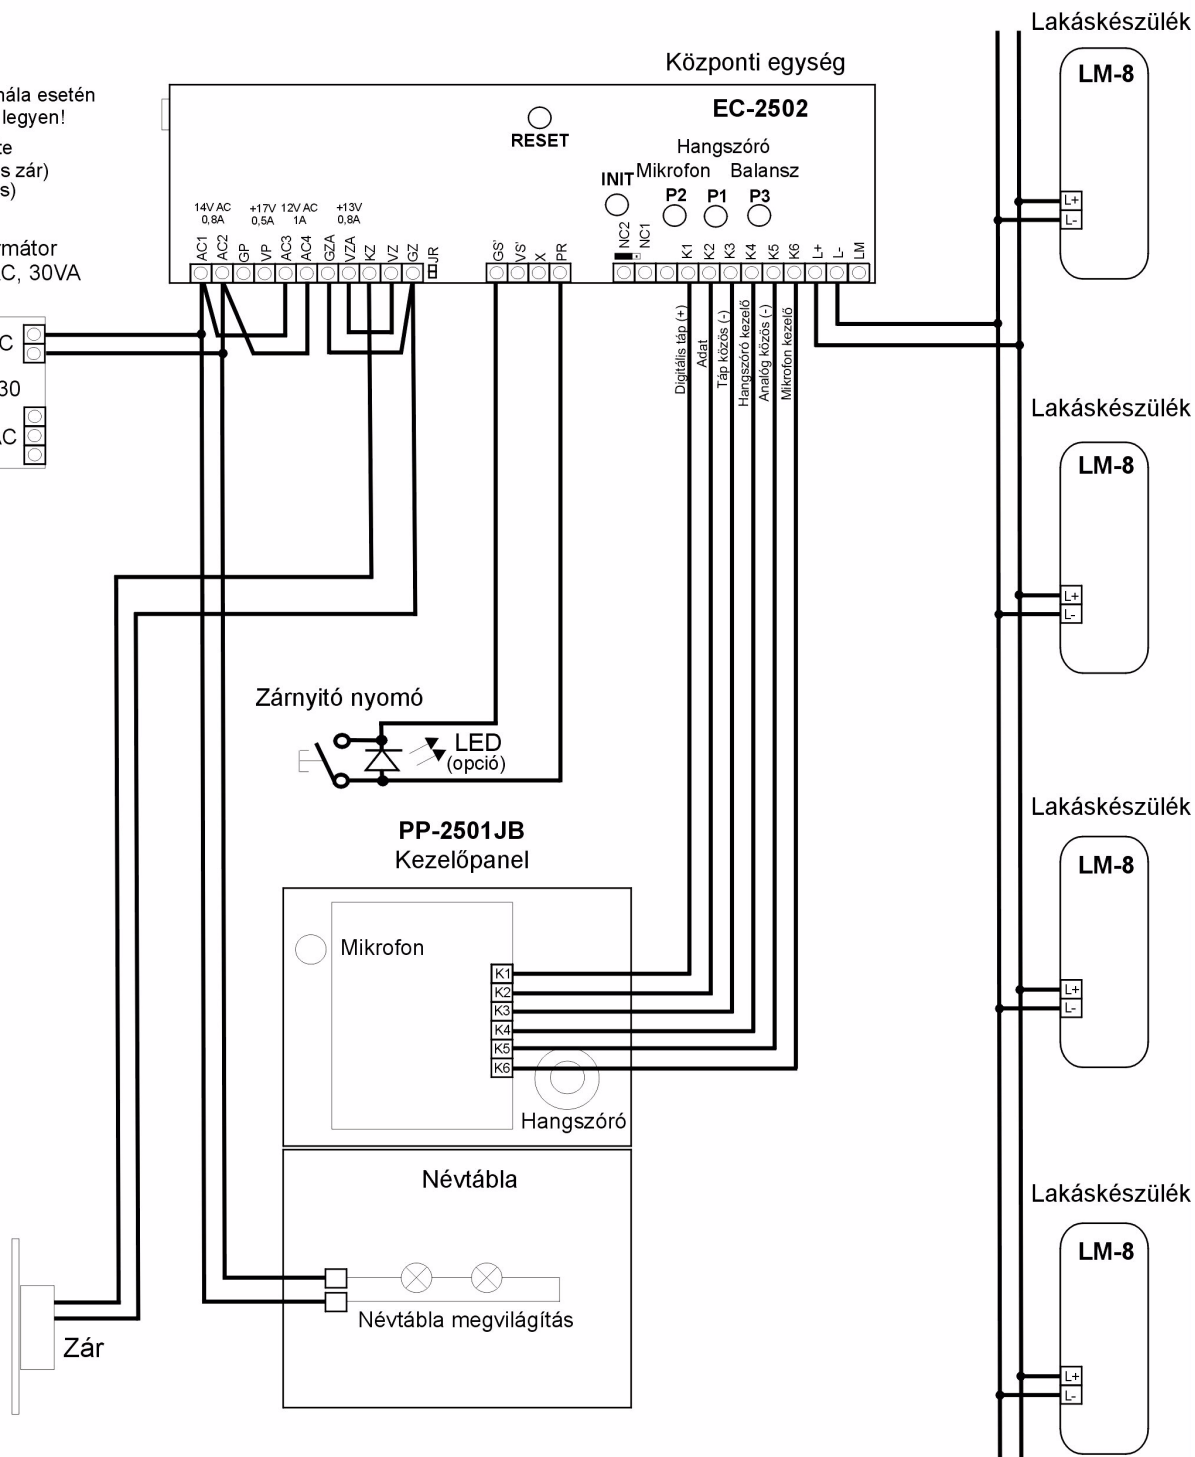 Lakáskészülék
LM-8
L+
L-
Központi egység
esetén
legyen!
zár)
AC, 30VA
C
30
AC
EC-2502
RESET
Hangszóró
Mikrofon Balansz
INIT
P2 P1 P3
14V AC +17V 12V AC +13V
0,8A 0,5A 1A 0,8A
AC1 AC2 GP VP AC3 AC4 GZA VZA KZ VZ GZ JR
GS' VS' X PR
NC2 NC1
K1 K2 K3 K4 K5 K6 L+ L- LM
Digitális táp (+)
Adat
Táp közös (-)
Hangszóró kezelő
Analóg közös (-)
Mikrofon kezelő
Lakáskészülék
LM-8
L+
L-
Zárnyitó nyomó
LED
(opció)
PP-2501JB
Kezelőpanel
Mikrofon
K1
K2
K3
K4
K5
K6
Hangszóró
Lakáskészülék
LM-8
L+
L-
Névtábla
Névtábla megvilágítás
Zár
Lakáskészülék
LM-8
L+
L-